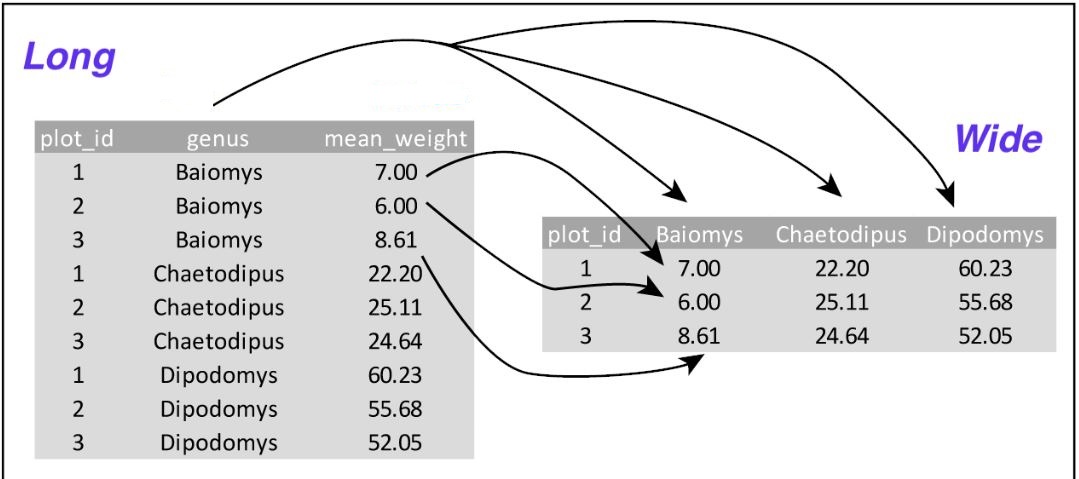 Long
plot_id genus mean_weight
1 Baiomys 7.00
2 Baiomys 6.00
3 Baiomys 8.61
1 Chaetodipus 22.20
2 Chaetodipus 25.11
3 Chaetodipus 24.64
1 Dipodomys 60.23
2 Dipodomys 55.68
3 Dipodomys 52.05
Wide
plot_id Baiomys Chaetodipus Dipodomys
1 7.00 22.20 60.23
2 6.00 25.11 55.68
3 8.61 24.64 52.05